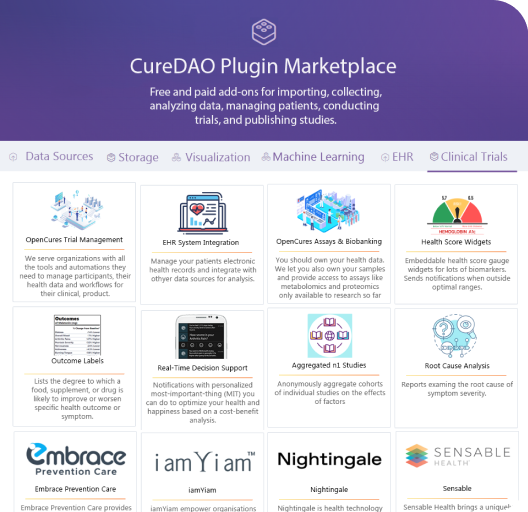 CureDAO Plugin Marketplace
Free and paid add-ons for importing, collecting,
analyzing data, managing patients, conducting
trials, and publishing studies.
Data Sources
Storage
Visualization
Machine Learning
EHR
Clinical Trials
OpenCures Trial Management
We serve organizations with all
the tools and automations they
need to manage participants, their
health data and workflows for
their clinical, product.
EHR System Integration
Manage your patients electronic
health records and integrate with
othyer data sources for analysis.
OpenCures Assays & Biobanking
You should own your health data.
We let you also own your samples
and provide access to assays like
metabolomics and proteomics
only available to research so far
5.7 6.5
HEMOGLOBIN A1c
Health Score Widgets
Embeddable health score gauge
widgets for lots of biomarkers.
Sends notifications when outside
optimal ranges.
Outcomes
Outcome Labels
Lists the degree to which a
food, supplement, or drug is
likely to improve or worsen
specific health outcome or
symptom.
Real-Time Decision Support
Notifications with personalized
most-important-thing (MIT) you
can do to optimize your health and
happiness based on a cost-benefit
analysis.
Aggregated n1 Studies
Anonymously aggregate cohorts
of individual studies on the effects
of factors
Root Cause Analysis
Reports examing the root cause of
symptom severity.
Embrace
Prevention Care
Embrace Prevention Care
Embrace Prevention Care provides
iamYiam™
iamYiam
iamYiam empower organisations
Nightingale
Nightingale
Nightingale is health technology
SENSABLE
HEALTH
Sensable
Sensable Health brings a unique